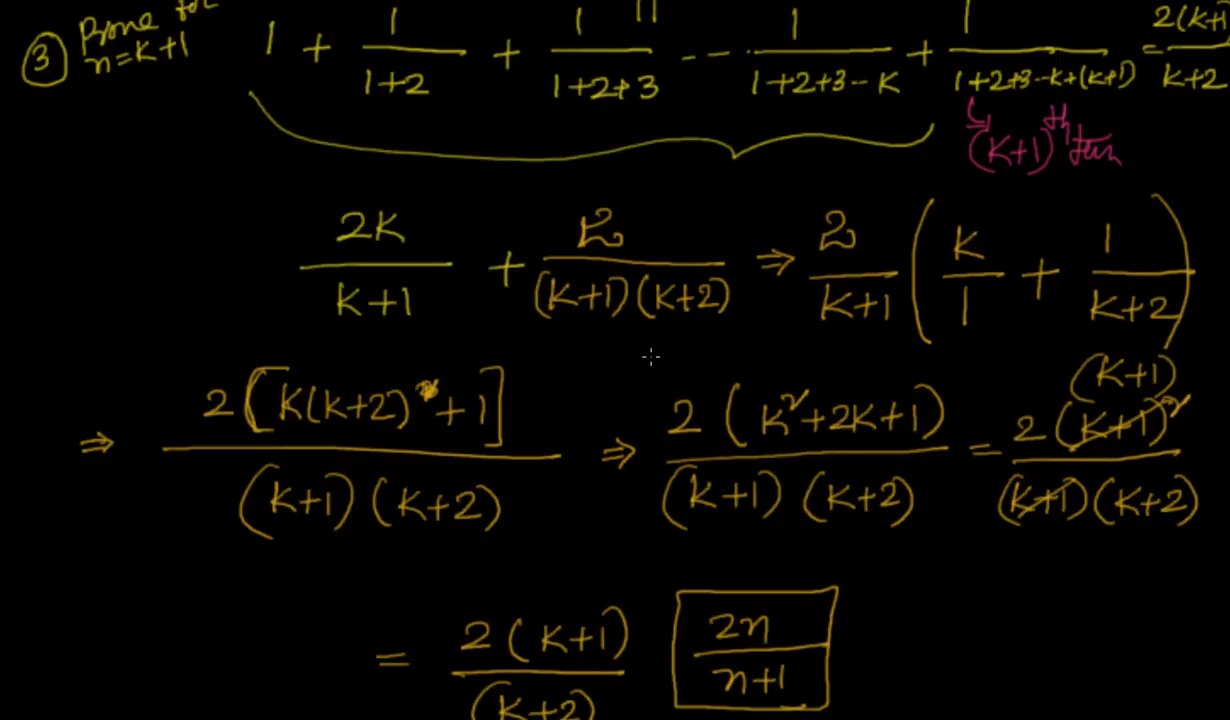 ③ Prove for n=K+1
1 + 1/(1+2) + 1/(1+2+3) -- - 1/(1+2+3--K) + 1/(1+2+3--K+(K+1)) = 2(K+1)/(K+2)
(K+1)th
2K/(K+1) + 2/((K+1)(K+2)) ⇒ 2/(K+1) (K/1 + 1/(K+2))
⇒ 2[K(K+2)+1]/((K+1)(K+2)) ⇒ 2(K²+2K+1)/((K+1)(K+2)) = 2(K+1)²/((K+1)(K+2)) (K+1)
= 2(K+1)/(K+2) 2n/(n+1)